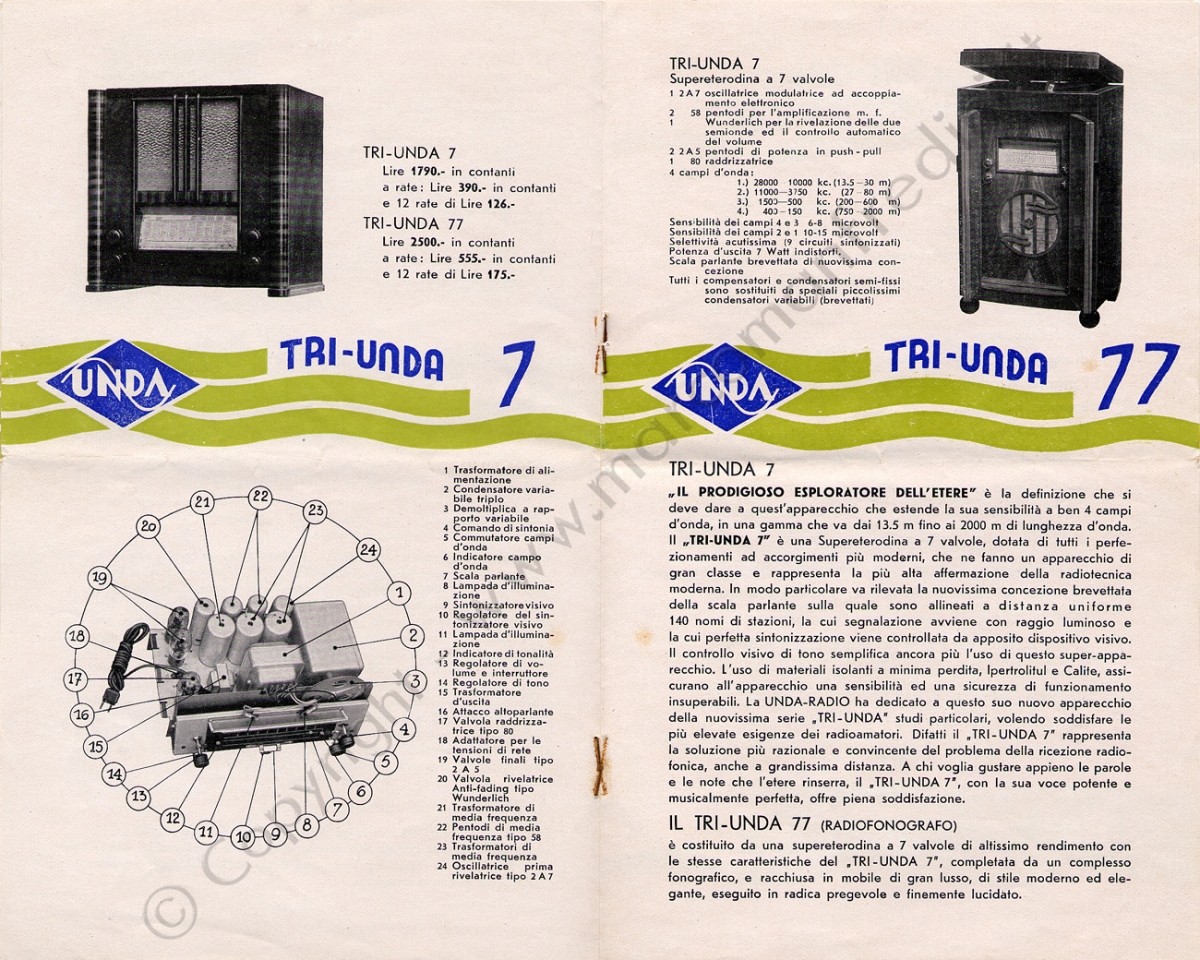 TRI-UNDA 7
Lire 1790.- in contanti
a rate: Lire 390.- in contanti
e 12 rate di Lire 126.-
TRI-UNDA 77
Lire 2500.- in contanti
a rate: Lire 555.- in contanti
e 12 rate di Lire 175.-
UNDA
TRI-UNDA 7
1 Trasformatore di ali-
mentazione
2 Condensatore varia-
bile triplo
3 Demoltiplica a rap-
porto variabile
4 Comando di sintonia
5 Commutatore campi
d'onda
6 Indicatore campo
d'onda
7 Scala parlante
8 Lampada d'illumina-
zione
9 Sintonizzatore visivo
10 Regolatore del sin-
tonizzatore visivo
11 Lampada d'illumina-
zione
12 Indicatore di tonalità
13 Regolatore di vo-
lume e interruttore
14 Regolatore di tono
15 Trasformatore
d'uscita
16 Attacco altoparlante
17 Valvola raddrizza-
trice tipo 80
18 Adattatore per le
tensioni di rete
19 Valvole finali tipo
2 A 5
20 Valvola rivelatrice
Anti-fading tipo
Wunderlich
21 Trasformatore di
media frequenza
22 Pentodi di media
frequenza tipo 58
23 Trasformatori di
media frequenza
24 Oscillatrice prima
rivelatrice tipo 2A7
1
2
3
4
5
6
7
8
9
10
11
12
13
14
15
16
17
18
19
20
21
22
23
24
TRI-UNDA 7
Supereterodina a 7 valvole
1 2A7 oscillatrice modulatrice ad accoppia-
mento elettronico
2 58 pentodi per l'amplificazione m. f.
1 Wunderlich per la rivelazione delle due
semionde ed il controllo automatico
del volume
2 2A5 pentodi di potenza in push-pull
1 80 raddrizzatrice
4 campi d'onda:
1.) 28000—10000 kc. (13.5—30 m)
2.) 11000—3750 kc. (27—80 m)
3.) 1500—500 kc. (200—600 m)
4.) 400—150 kc. (750—2000 m)
Sensibilità dei campi 4 e 3 6-8 microvolt
Sensibilità dei campi 2 e 1 10-15 microvolt
Selettività acutissima (9 circuiti sintonizzati)
Potenza d'uscita 7 Watt indistorti.
Scala parlante brevettata di nuovissima con-
cezione
Tutti i compensatori e condensatori semi-fissi
sono sostituiti da speciali piccolissimi
condensatori variabili (brevettati)
UNDA
TRI-UNDA 77
TRI-UNDA 7
„IL PRODIGIOSO ESPLORATORE DELL'ETERE" è la definizione che si
deve dare a quest'apparecchio che estende la sua sensibilità a ben 4 campi
d'onda, in una gamma che va dai 13.5 m fino ai 2000 m di lunghezza d'onda.
Il „TRI-UNDA 7" è una Supereterodina a 7 valvole, dotata di tutti i perfe-
zionamenti ad accorgimenti più moderni, che ne fanno un apparecchio di
gran classe e rappresenta la più alta affermazione della radiotecnica
moderna. In modo particolare va rilevata la nuovissima concezione brevettata
della scala parlante sulla quale sono allineati a distanza uniforme
140 nomi di stazioni, la cui segnalazione avviene con raggio luminoso e
la cui perfetta sintonizzazione viene controllata da apposito dispositivo visivo.
Il controllo visivo di tono semplifica ancora più l'uso di questo super-appa-
recchio. L'uso di materiali isolanti a minima perdita, Ipertrolitul e Calite, assi-
curano all'apparecchio una sensibilità ed una sicurezza di funzionamento
insuperabili. La UNDA-RADIO ha dedicato a questo suo nuovo apparecchio
della nuovissima serie „TRI-UNDA" studi particolari, volendo soddisfare le
più elevate esigenze dei radioamatori. Difatti il „TRI-UNDA 7" rappresenta
la soluzione più razionale e convincente del problema della ricezione radio-
fonica, anche a grandissima distanza. A chi voglia gustare appieno le parole
e le note che l'etere rinserra, il „TRI-UNDA 7", con la sua voce potente e
musicalmente perfetta, offre piena soddisfazione.
IL TRI-UNDA 77 (RADIOFONOGRAFO)
è costituito da una supereterodina a 7 valvole di altissimo rendimento con
le stesse caratteristiche del „TRI-UNDA 7", completata da un complesso
fonografico, e racchiusa in mobile di gran lusso, di stile moderno ed ele-
gante, eseguito in radica pregevole e finemente lucidato.